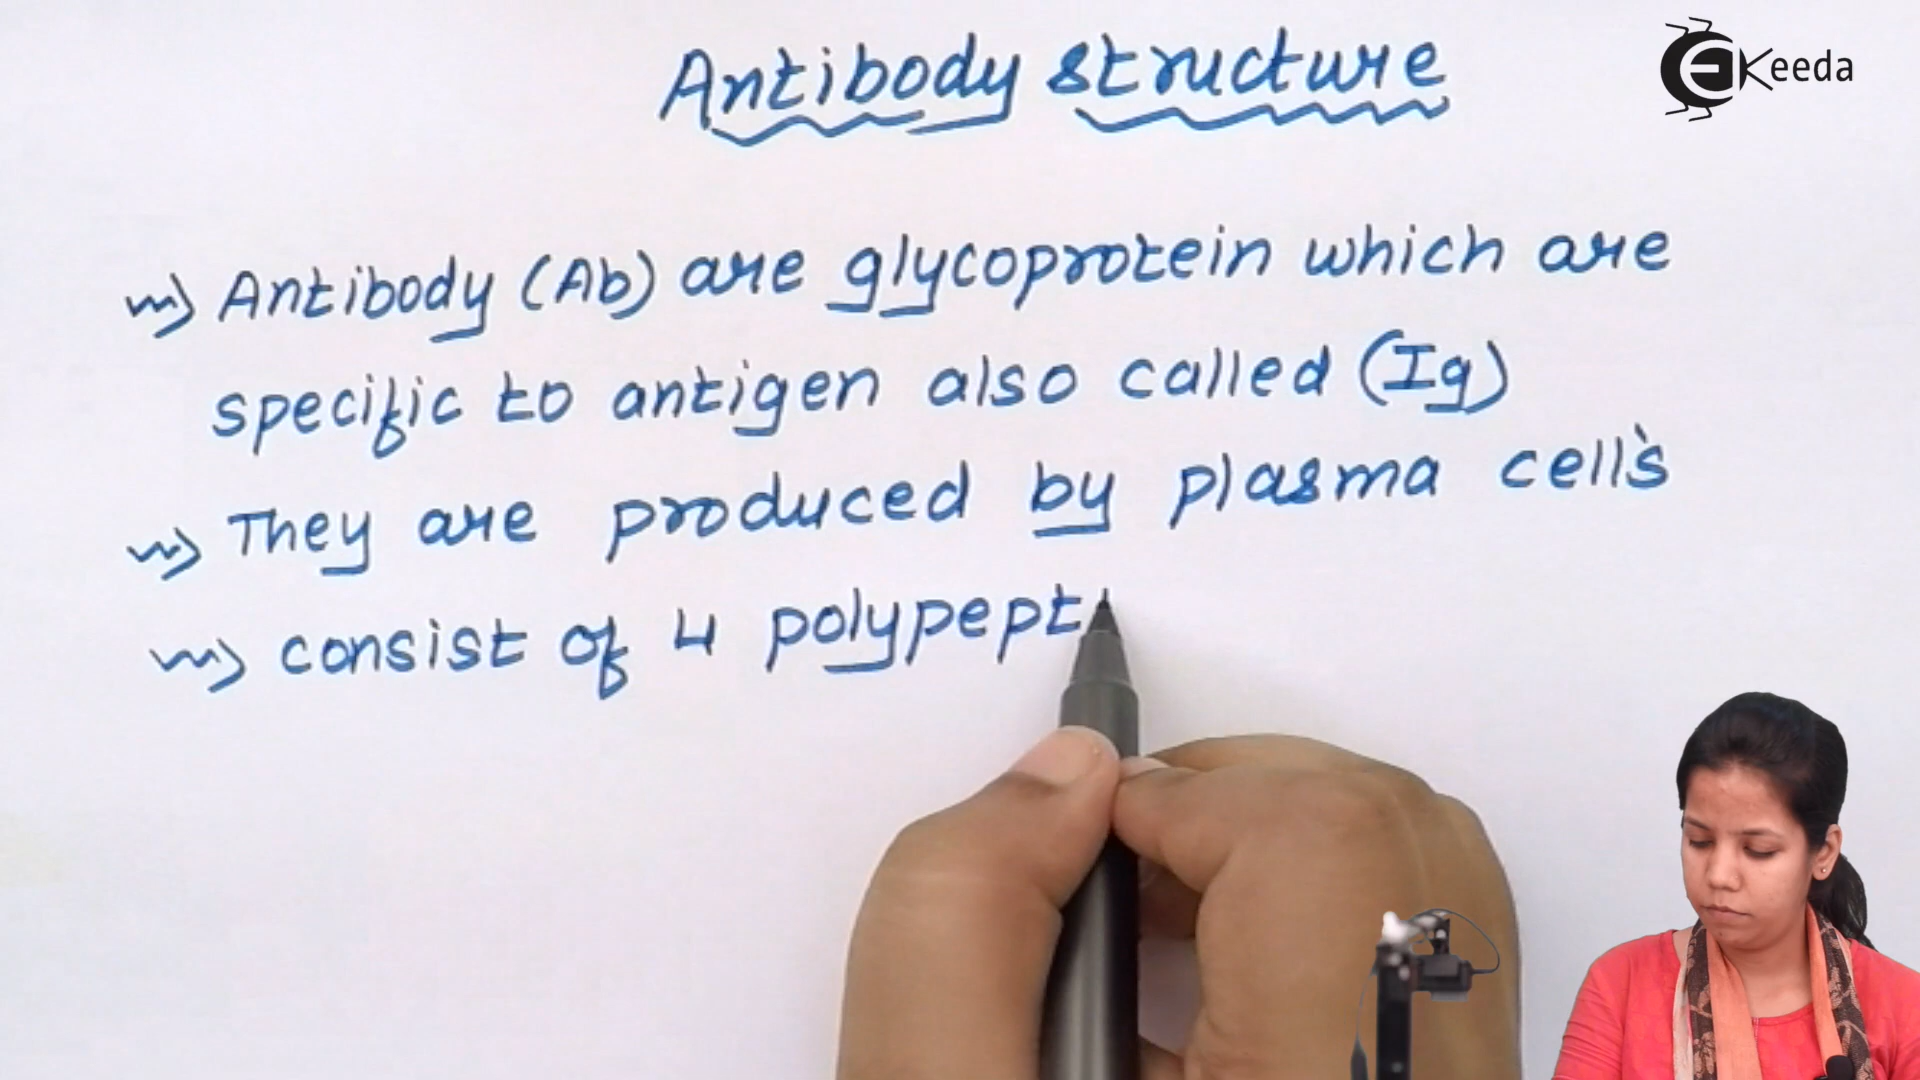 Antibody structure
EKeeda
Antibody (Ab) are glycoprotein which are
specific to antigen also called (Ig)
They are produced by plasma cell's
consist of 4 polypept